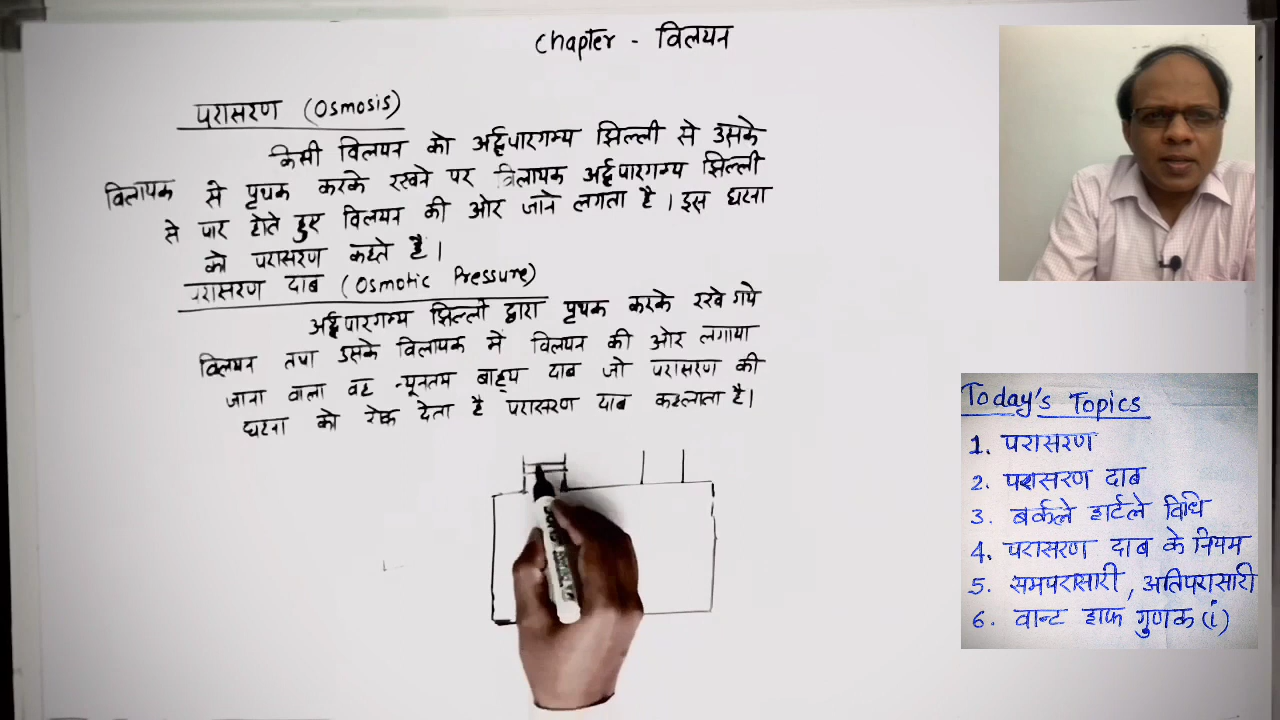 Chapter - विलयन
परासरण (Osmosis)
किसी विलयन को अर्द्धपारगम्य झिल्ली से उसके
विलायक से पृथक करके रखने पर विलायक अर्द्धपारगम्य झिल्ली
से पार होते हुए विलयन की ओर जाने लगता है। इस घटना
को परासरण कहते है।
परासरण दाब (Osmotic Pressure)
अर्द्धपारगम्य झिल्ली द्वारा पृथक करके रखे गये
विलयन तथा उसके विलायक में विलयन की ओर लगाया
जाना वाला वह न्यूनतम बाह्य दाब जो परासरण की
घटना को रोक देता है परासरण दाब कहलाता है।
Today's Topics
1. परासरण
2. परासरण दाब
3. बर्कले हार्टले विधि
4. परासरण दाब के नियम
5. समपरासारी, अतिपरासारी
6. वान्ट हाफ गुणक (i)